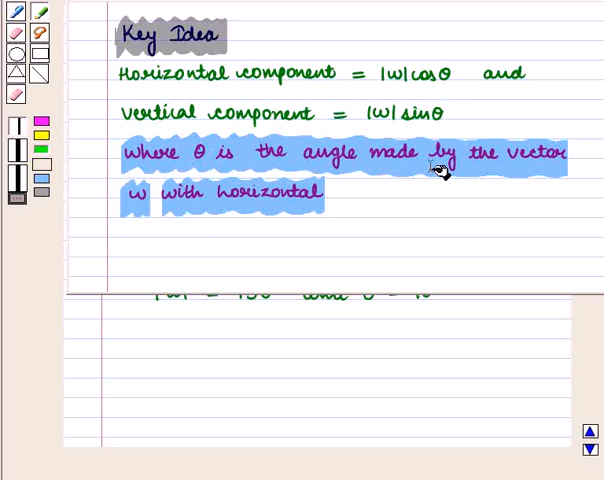 Key Idea
Horizontal component = |w| cosθ and
Vertical component = |w| sinθ
where θ is the angle made by the vector
w with horizontal